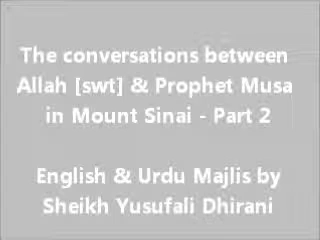 The conversations between
Allah [swt] & Prophet Musa
in Mount Sinai - Part 2
English & Urdu Majlis by
Sheikh Yusufali Dhirani